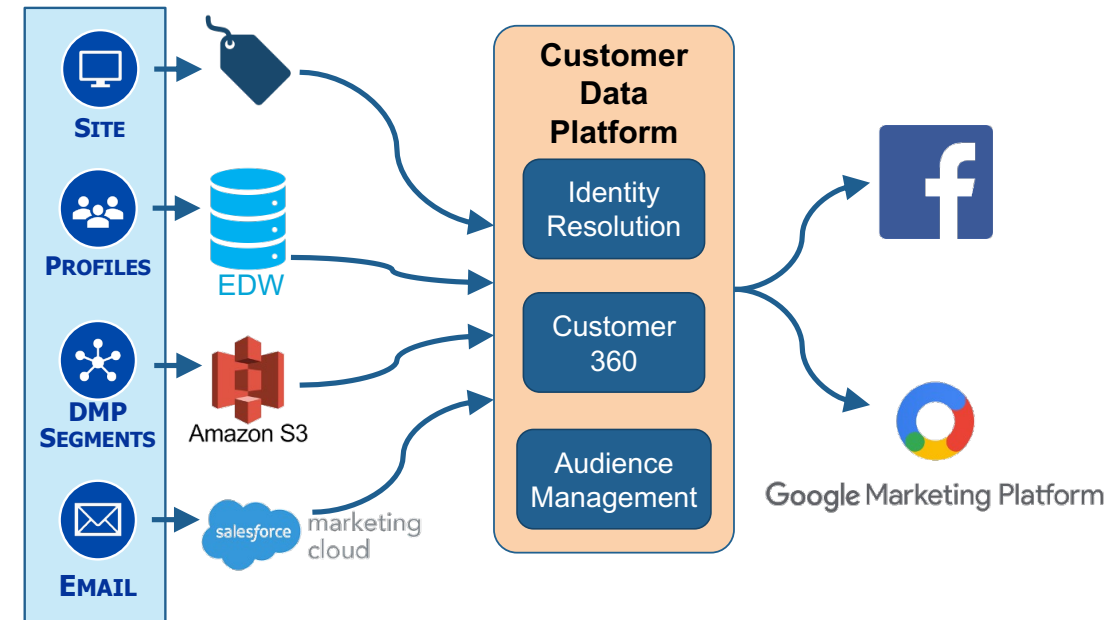 SITE
PROFILES
EDW
DMP
SEGMENTS
Amazon S3
EMAIL
salesforce
marketing
cloud
Customer
Data
Platform
Identity
Resolution
Customer
360
Audience
Management
f
Google Marketing Platform